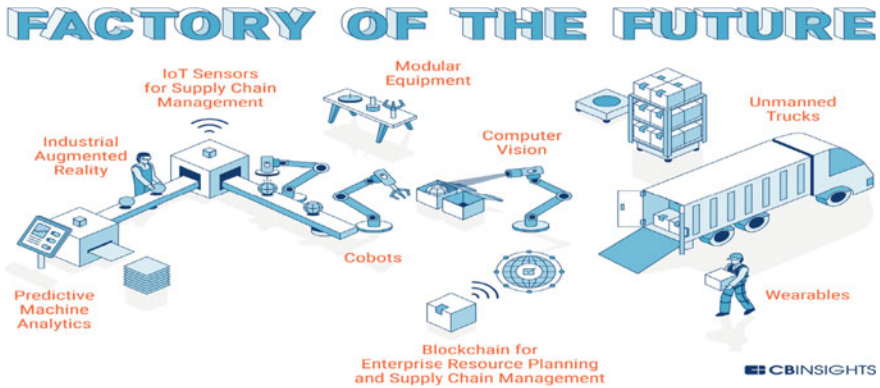 FACTORY OF THE FUTURE
IoT Sensors
for Supply Chain
Management
Modular
Equipment
Unmanned
Trucks
Industrial
Augmented
Reality
Computer
Vision
Cobots
Predictive
Machine
Analytics
Wearables
Blockchain for
Enterprise Resource Planning
and Supply Chain Management
CBINSIGHTS